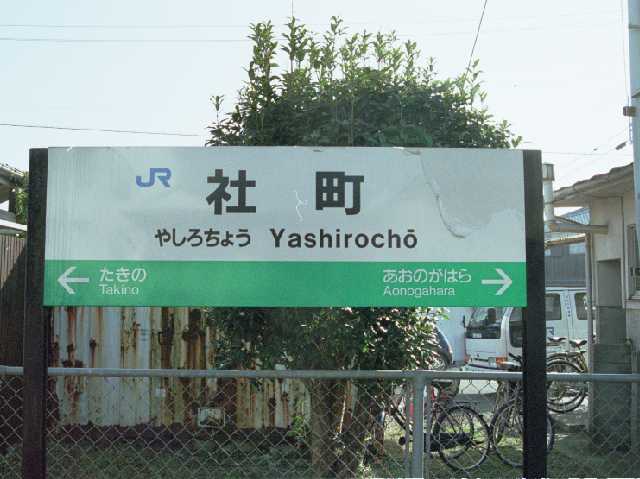 JR 社町
やしろちょう Yashirochō
← たきの あおのがはら →
Takino Aonogahara